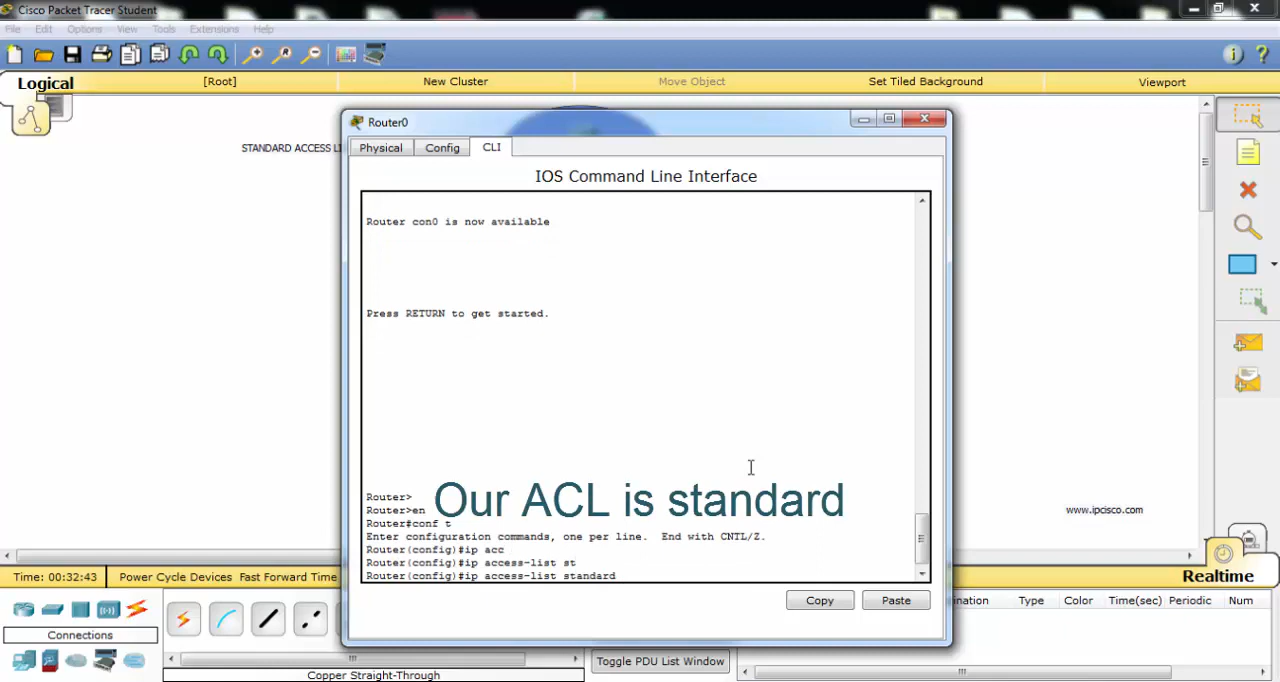 Cisco Packet Tracer Student
File Edit Options View Tools Extensions Help
Logical [Root] New Cluster Move Object Set Tiled Background Viewport
STANDARD ACCESS LI
Router0
Physical Config CLI
IOS Command Line Interface
Router con0 is now available
Press RETURN to get started.
Router>
Router>en
Our ACL is standard
Router#conf t
Enter configuration commands, one per line. End with CNTL/Z.
Router(config)#ip acc
Router(config)#ip access-list st
Router(config)#ip access-list standard
www.ipcisco.com
Copy Paste
Time: 00:32:43 Power Cycle Devices Fast Forward Time
Realtime
Connections
ination Type Color Time(sec) Periodic Num
Toggle PDU List Window
Copper Straight-Through